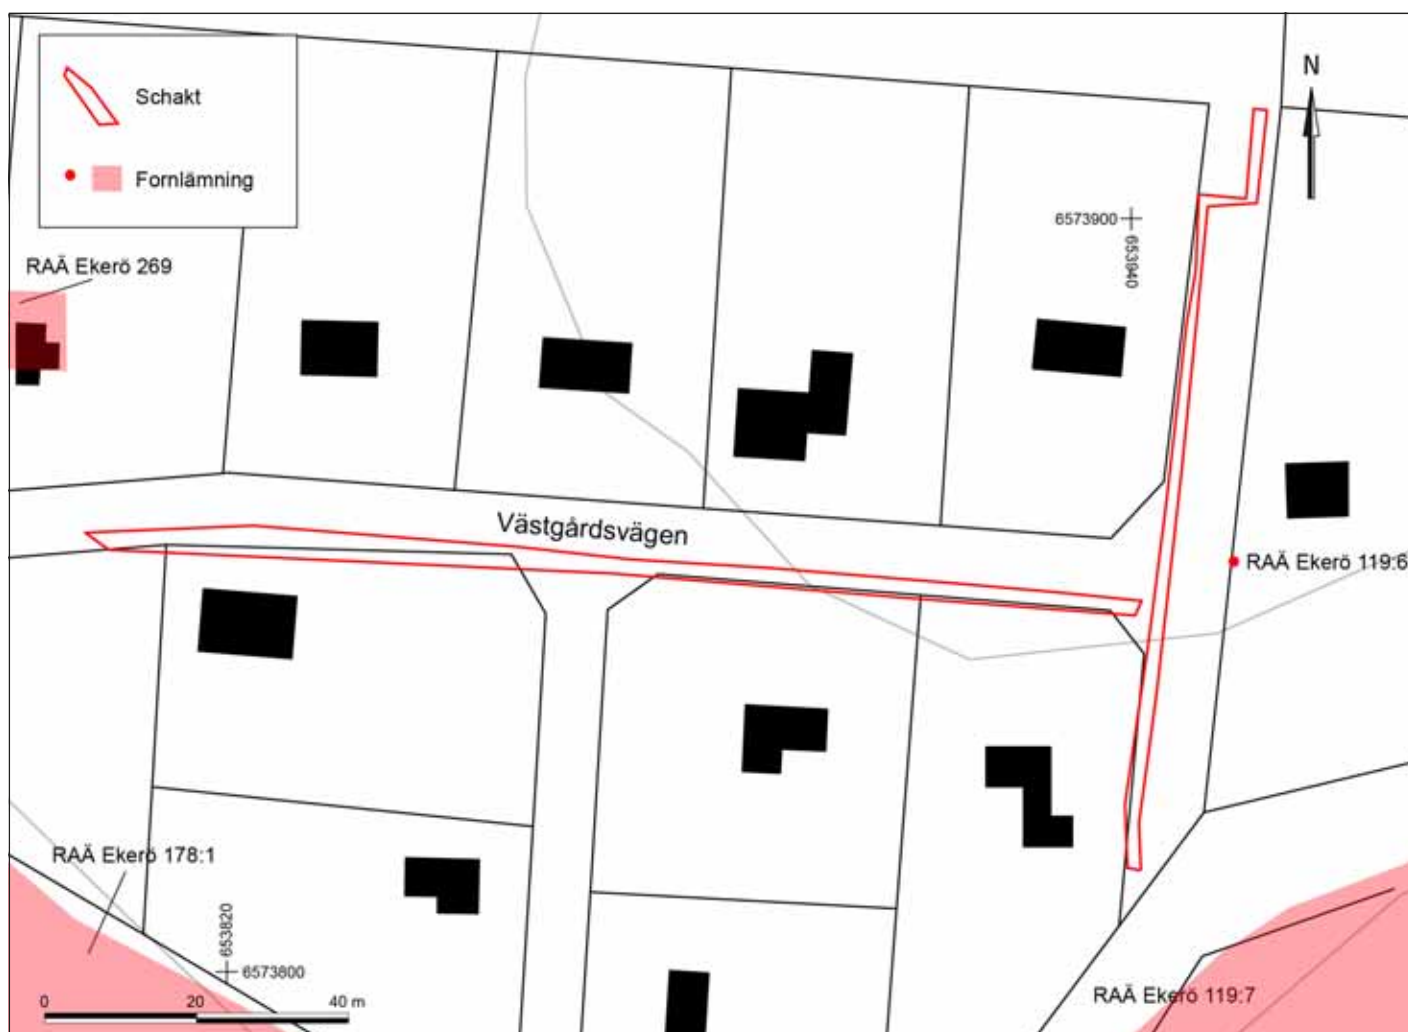 N
Schakt
Fornlämning
6573900
653940
RAÄ Ekerö 269
Västgårdsvägen
RAÄ Ekerö 119:6
RAÄ Ekerö 178:1
653820
6573800
RAÄ Ekerö 119:7
0 20 40 m